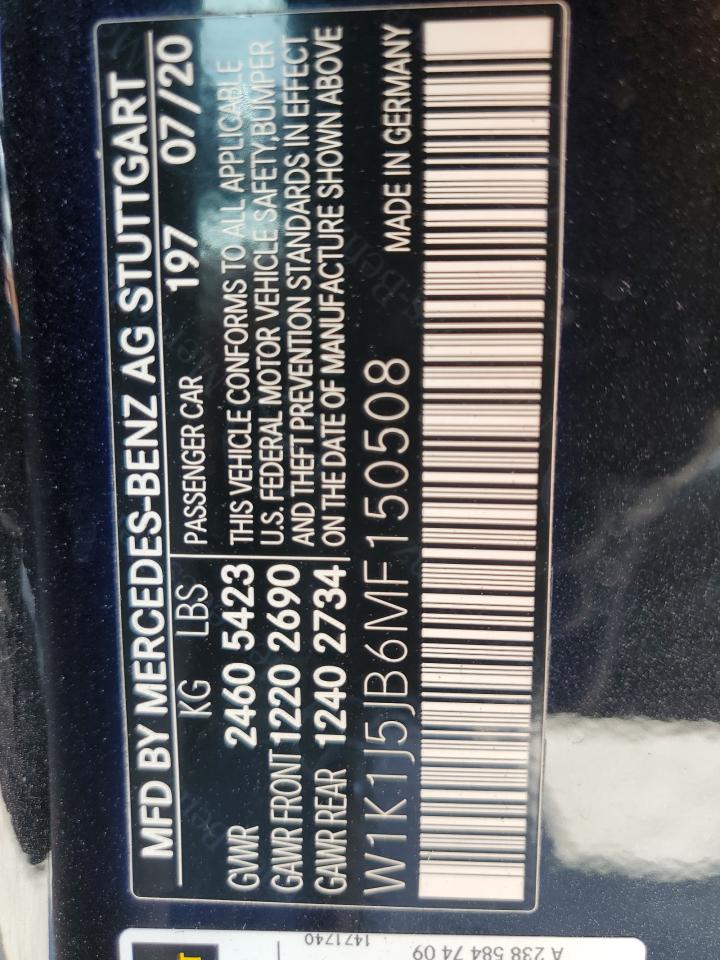 MFD BY MERCEDES-BENZ AG STUTTGART
197 07/20
KG LBS PASSENGER CAR
GVWR 2460 5423 THIS VEHICLE CONFORMS TO ALL APPLICABLE
GAWR FRONT 1220 2690 U.S. FEDERAL MOTOR VEHICLE SAFETY,BUMPER
GAWR REAR 1240 2734 AND THEFT PREVENTION STANDARDS IN EFFECT
ON THE DATE OF MANUFACTURE SHOWN ABOVE
W1K1J5JB6MF150508 MADE IN GERMANY
A 238 584 74 09
1471740